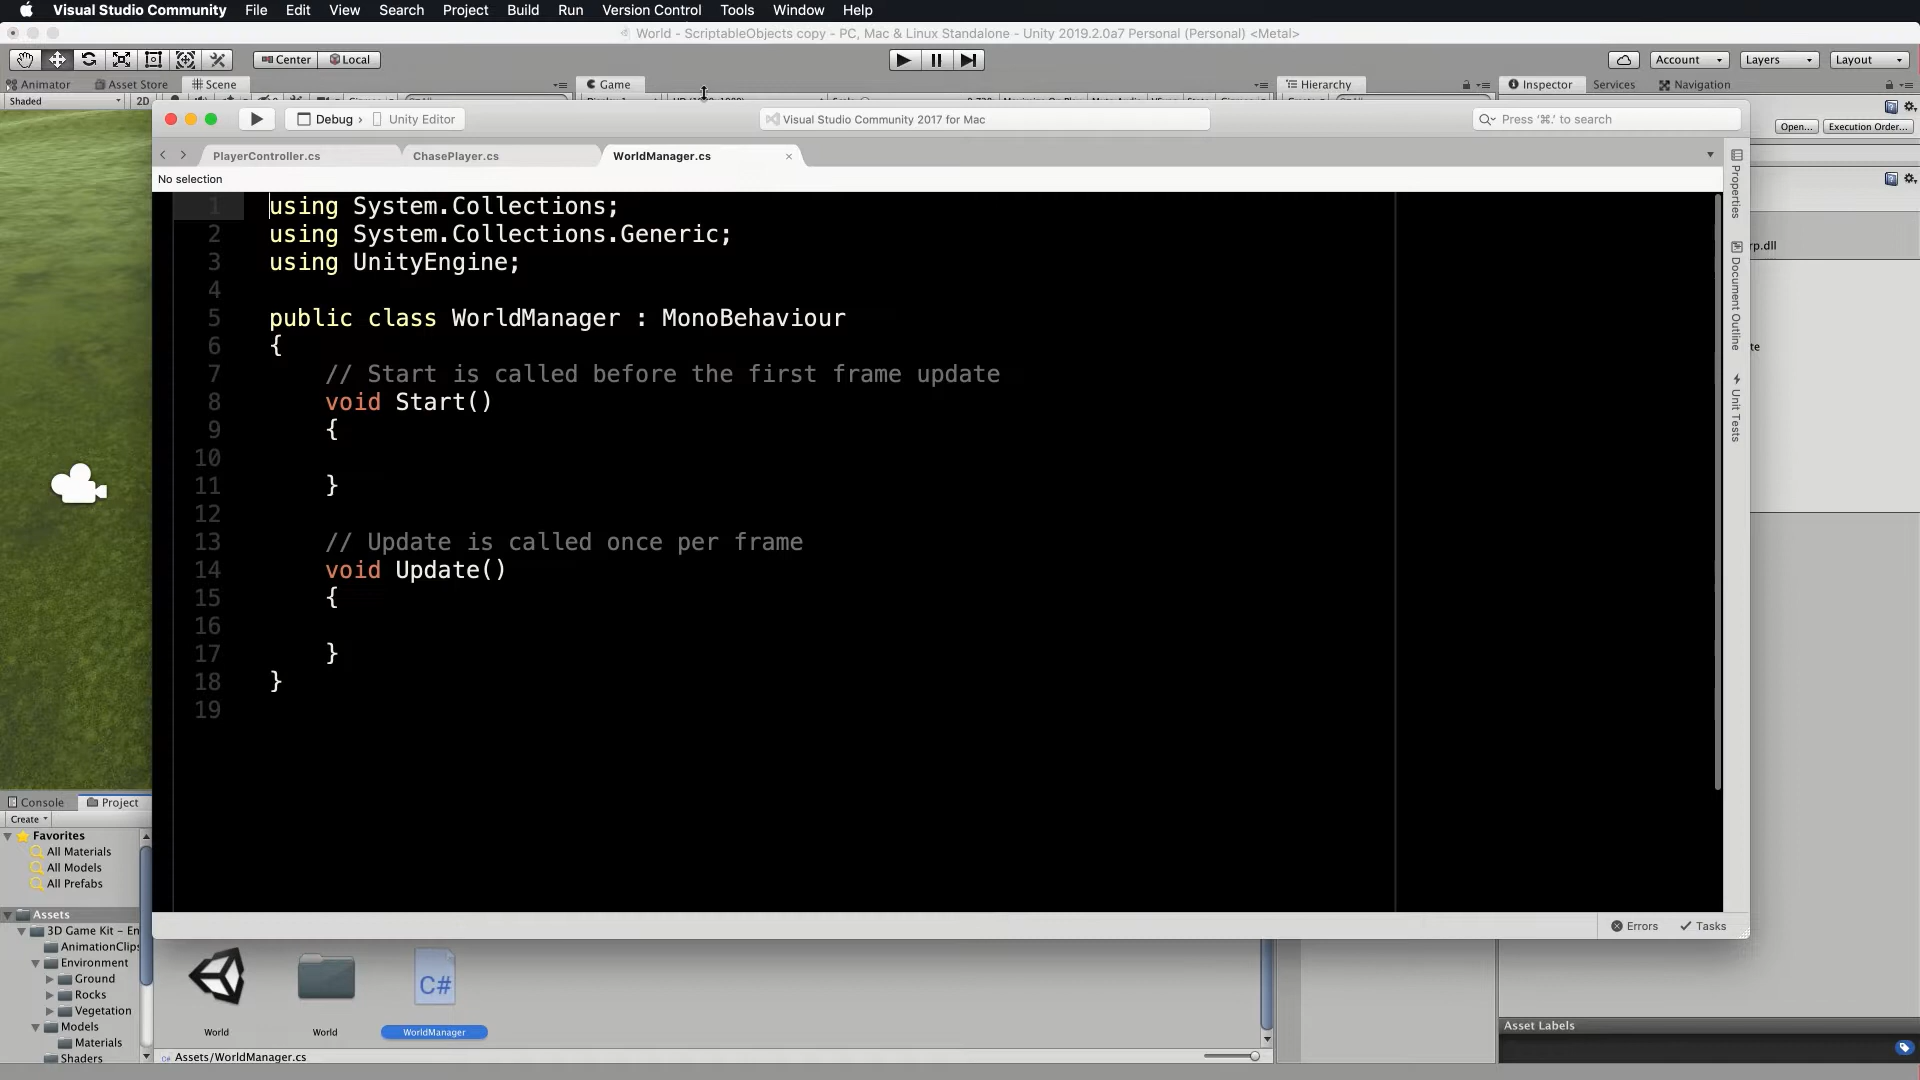 Visual Studio Community File Edit View Search Project Build Run Version Control Tools Window Help
World - ScriptableObjects copy - PC, Mac & Linux Standalone - Unity 2019.2.0a7 Personal (Personal) <Metal>
Center Local Account Layers Layout
Animator Asset Store Scene Game Hierarchy Inspector Services Navigation
Shaded 2D
Debug › Unity Editor Visual Studio Community 2017 for Mac Press '⌘.' to search
Open... Execution Order...
PlayerController.cs ChasePlayer.cs WorldManager.cs
No selection
1 using System.Collections;
2 using System.Collections.Generic;
3 using UnityEngine;
4
5 public class WorldManager : MonoBehaviour
6 {
7 // Start is called before the first frame update
8 void Start()
9 {
10
11 }
12
13 // Update is called once per frame
14 void Update()
15 {
16
17 }
18 }
19
Properties
Document Outline
Unit Tests
rp.dll
te
Errors Tasks
Console Project
Create
Favorites
All Materials
All Models
All Prefabs
Assets
3D Game Kit - En
AnimationClips
Environment
Ground
Rocks
Vegetation
Models
Materials
Shaders
C#
World World WorldManager
Assets/WorldManager.cs
Asset Labels